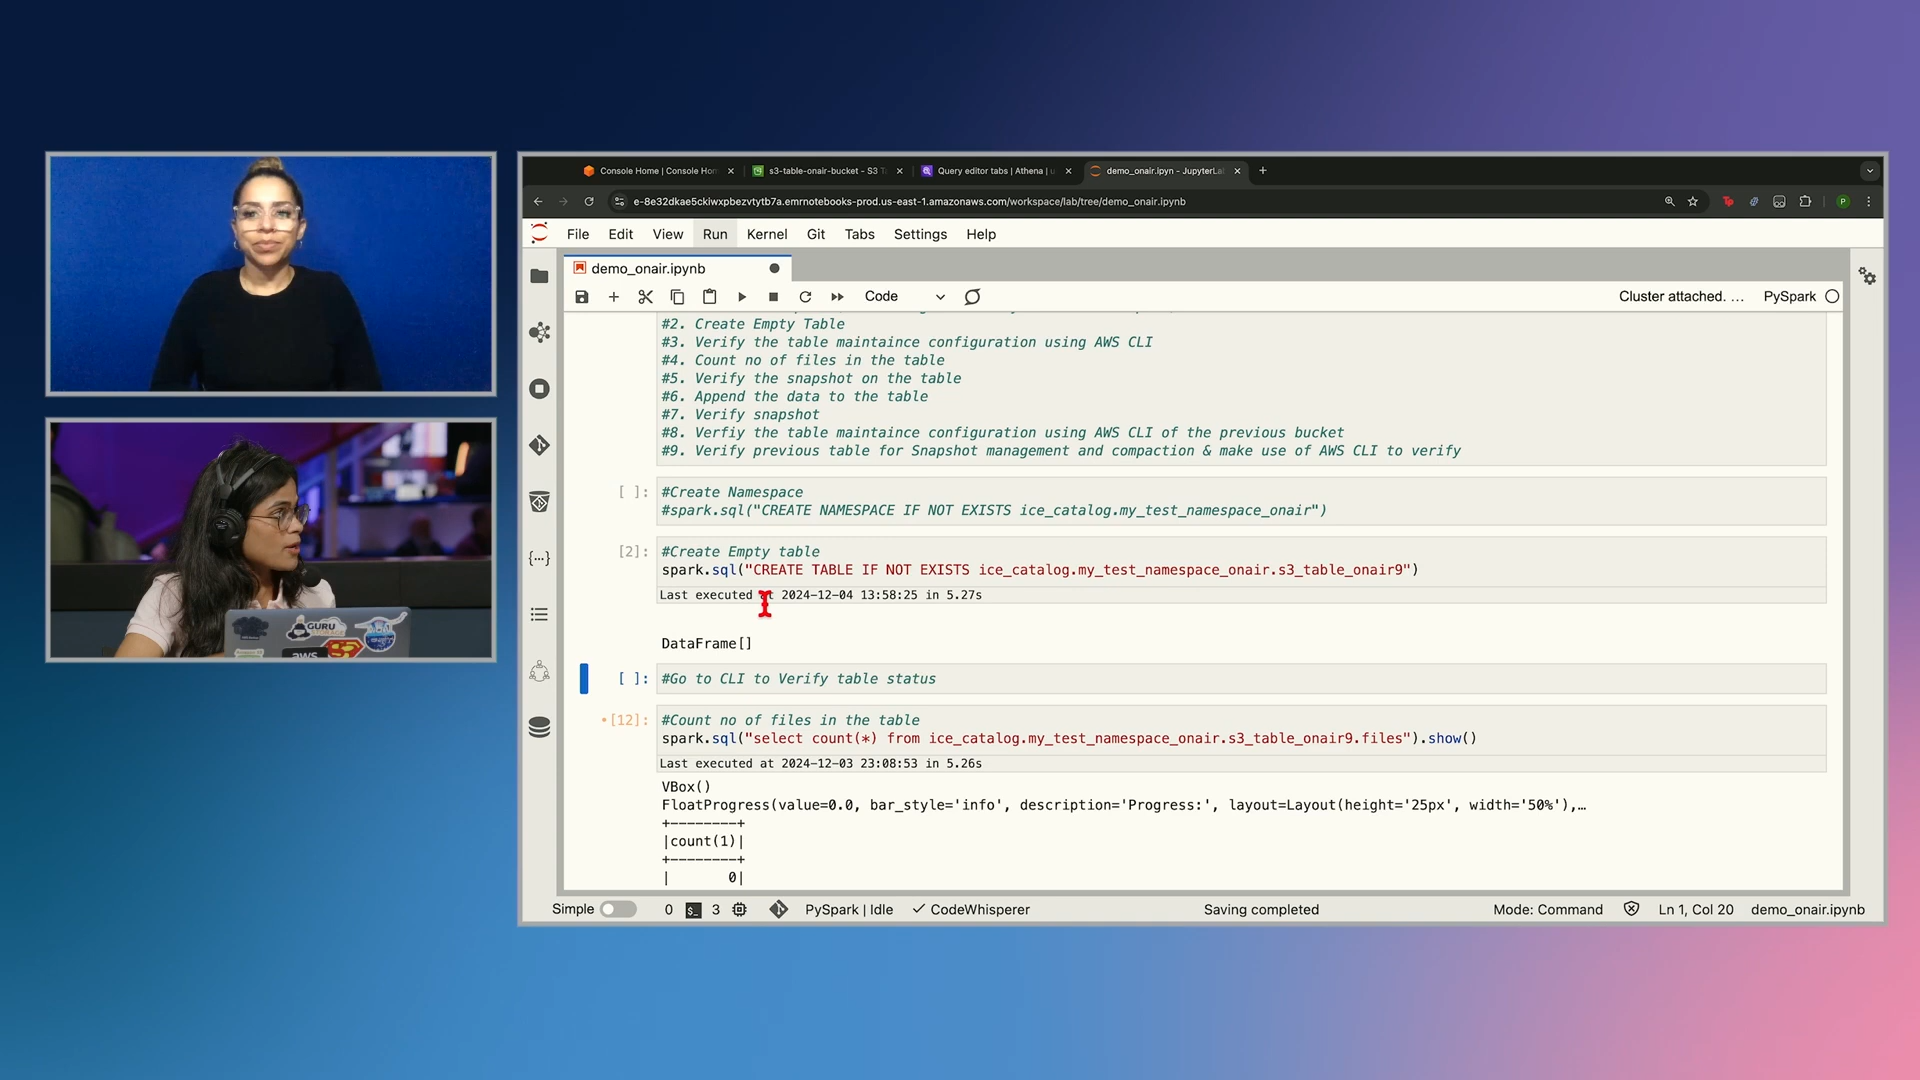 Console Home | Console Hom
s3-table-onair-bucket - S3 T
Query editor tabs | Athena | u
demo_onair.ipyn - JupyterLa
e-8e32dkae5ckiwxpbezvtytb7a.emrnotebooks-prod.us-east-1.amazonaws.com/workspace/lab/tree/demo_onair.ipynb
P
File Edit View Run Kernel Git Tabs Settings Help
demo_onair.ipynb
Code
Cluster attached. ...
PySpark
#2. Create Empty Table
#3. Verify the table maintaince configuration using AWS CLI
#4. Count no of files in the table
#5. Verify the snapshot on the table
#6. Append the data to the table
#7. Verify snapshot
#8. Verfiy the table maintaince configuration using AWS CLI of the previous bucket
#9. Verify previous table for Snapshot management and compaction & make use of AWS CLI to verify
[ ]: #Create Namespace
#spark.sql("CREATE NAMESPACE IF NOT EXISTS ice_catalog.my_test_namespace_onair")
[2]: #Create Empty table
spark.sql("CREATE TABLE IF NOT EXISTS ice_catalog.my_test_namespace_onair.s3_table_onair9")
Last executed at 2024-12-04 13:58:25 in 5.27s
DataFrame[]
[ ]: #Go to CLI to Verify table status
•[12]: #Count no of files in the table
spark.sql("select count(*) from ice_catalog.my_test_namespace_onair.s3_table_onair9.files").show()
Last executed at 2024-12-03 23:08:53 in 5.26s
VBox()
FloatProgress(value=0.0, bar_style='info', description='Progress:', layout=Layout(height='25px', width='50%'),…
+--------+
|count(1)|
+--------+
|       0|
Simple 0 3 PySpark | Idle CodeWhisperer Saving completed Mode: Command Ln 1, Col 20 demo_onair.ipynb
GURU
aws